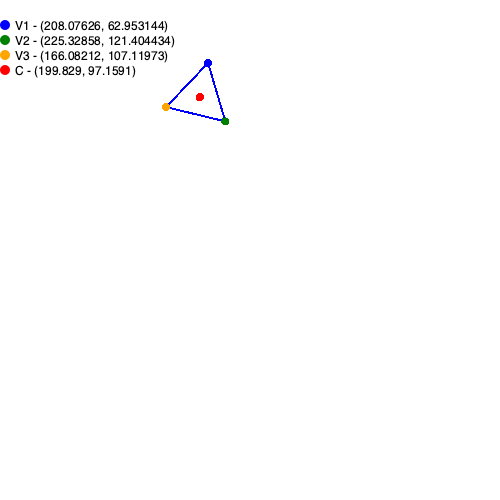 V1 - (208.07626, 62.953144)
V2 - (225.32858, 121.404434)
V3 - (166.08212, 107.11973)
C - (199.829, 97.1591)